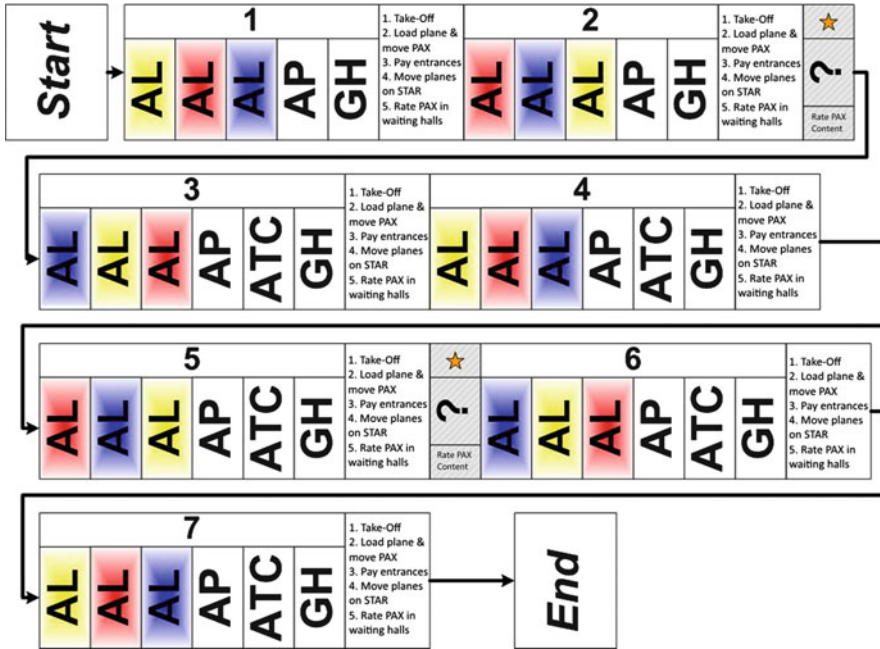 Start
1
AL
AL
AL
AP
GH
1. Take-Off
2. Load plane &
move PAX
3. Pay entrances
4. Move planes
on STAR
5. Rate PAX in
waiting halls
2
AL
AL
AL
AP
GH
1. Take-Off
2. Load plane &
move PAX
3. Pay entrances
4. Move planes
on STAR
5. Rate PAX in
waiting halls
?
Rate PAX
Content
3
AL
AL
AL
AP
ATC
GH
1. Take-Off
2. Load plane &
move PAX
3. Pay entrances
4. Move planes
on STAR
5. Rate PAX in
waiting halls
4
AL
AL
AL
AP
ATC
GH
1. Take-Off
2. Load plane &
move PAX
3. Pay entrances
4. Move planes
on STAR
5. Rate PAX in
waiting halls
5
AL
AL
AL
AP
ATC
GH
1. Take-Off
2. Load plane &
move PAX
3. Pay entrances
4. Move planes
on STAR
5. Rate PAX in
waiting halls
?
Rate PAX
Content
6
AL
AL
AL
AP
ATC
GH
1. Take-Off
2. Load plane &
move PAX
3. Pay entrances
4. Move planes
on STAR
5. Rate PAX in
waiting halls
7
AL
AL
AL
AP
ATC
GH
1. Take-Off
2. Load plane &
move PAX
3. Pay entrances
4. Move planes
on STAR
5. Rate PAX in
waiting halls
End